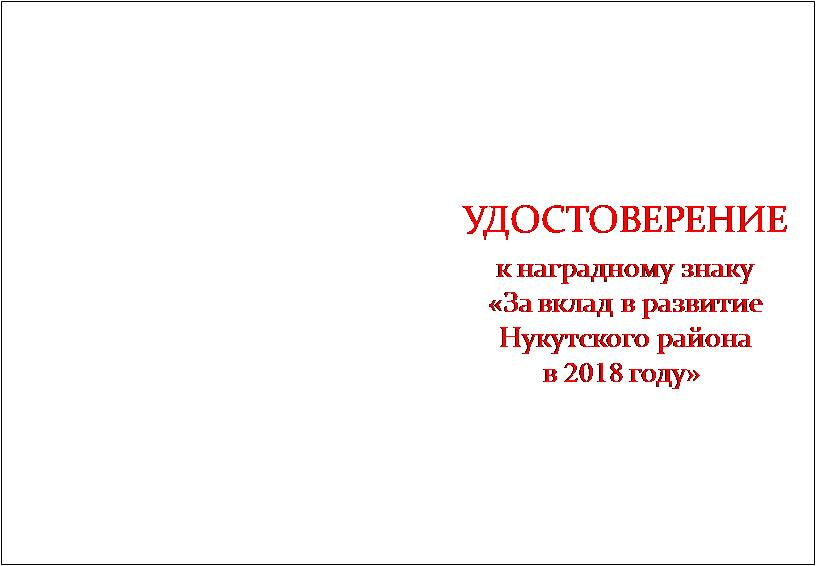 УДОСТОВЕРЕНИЕ
к наградному знаку
«За вклад в развитие
Нукутского района
в 2018 году»